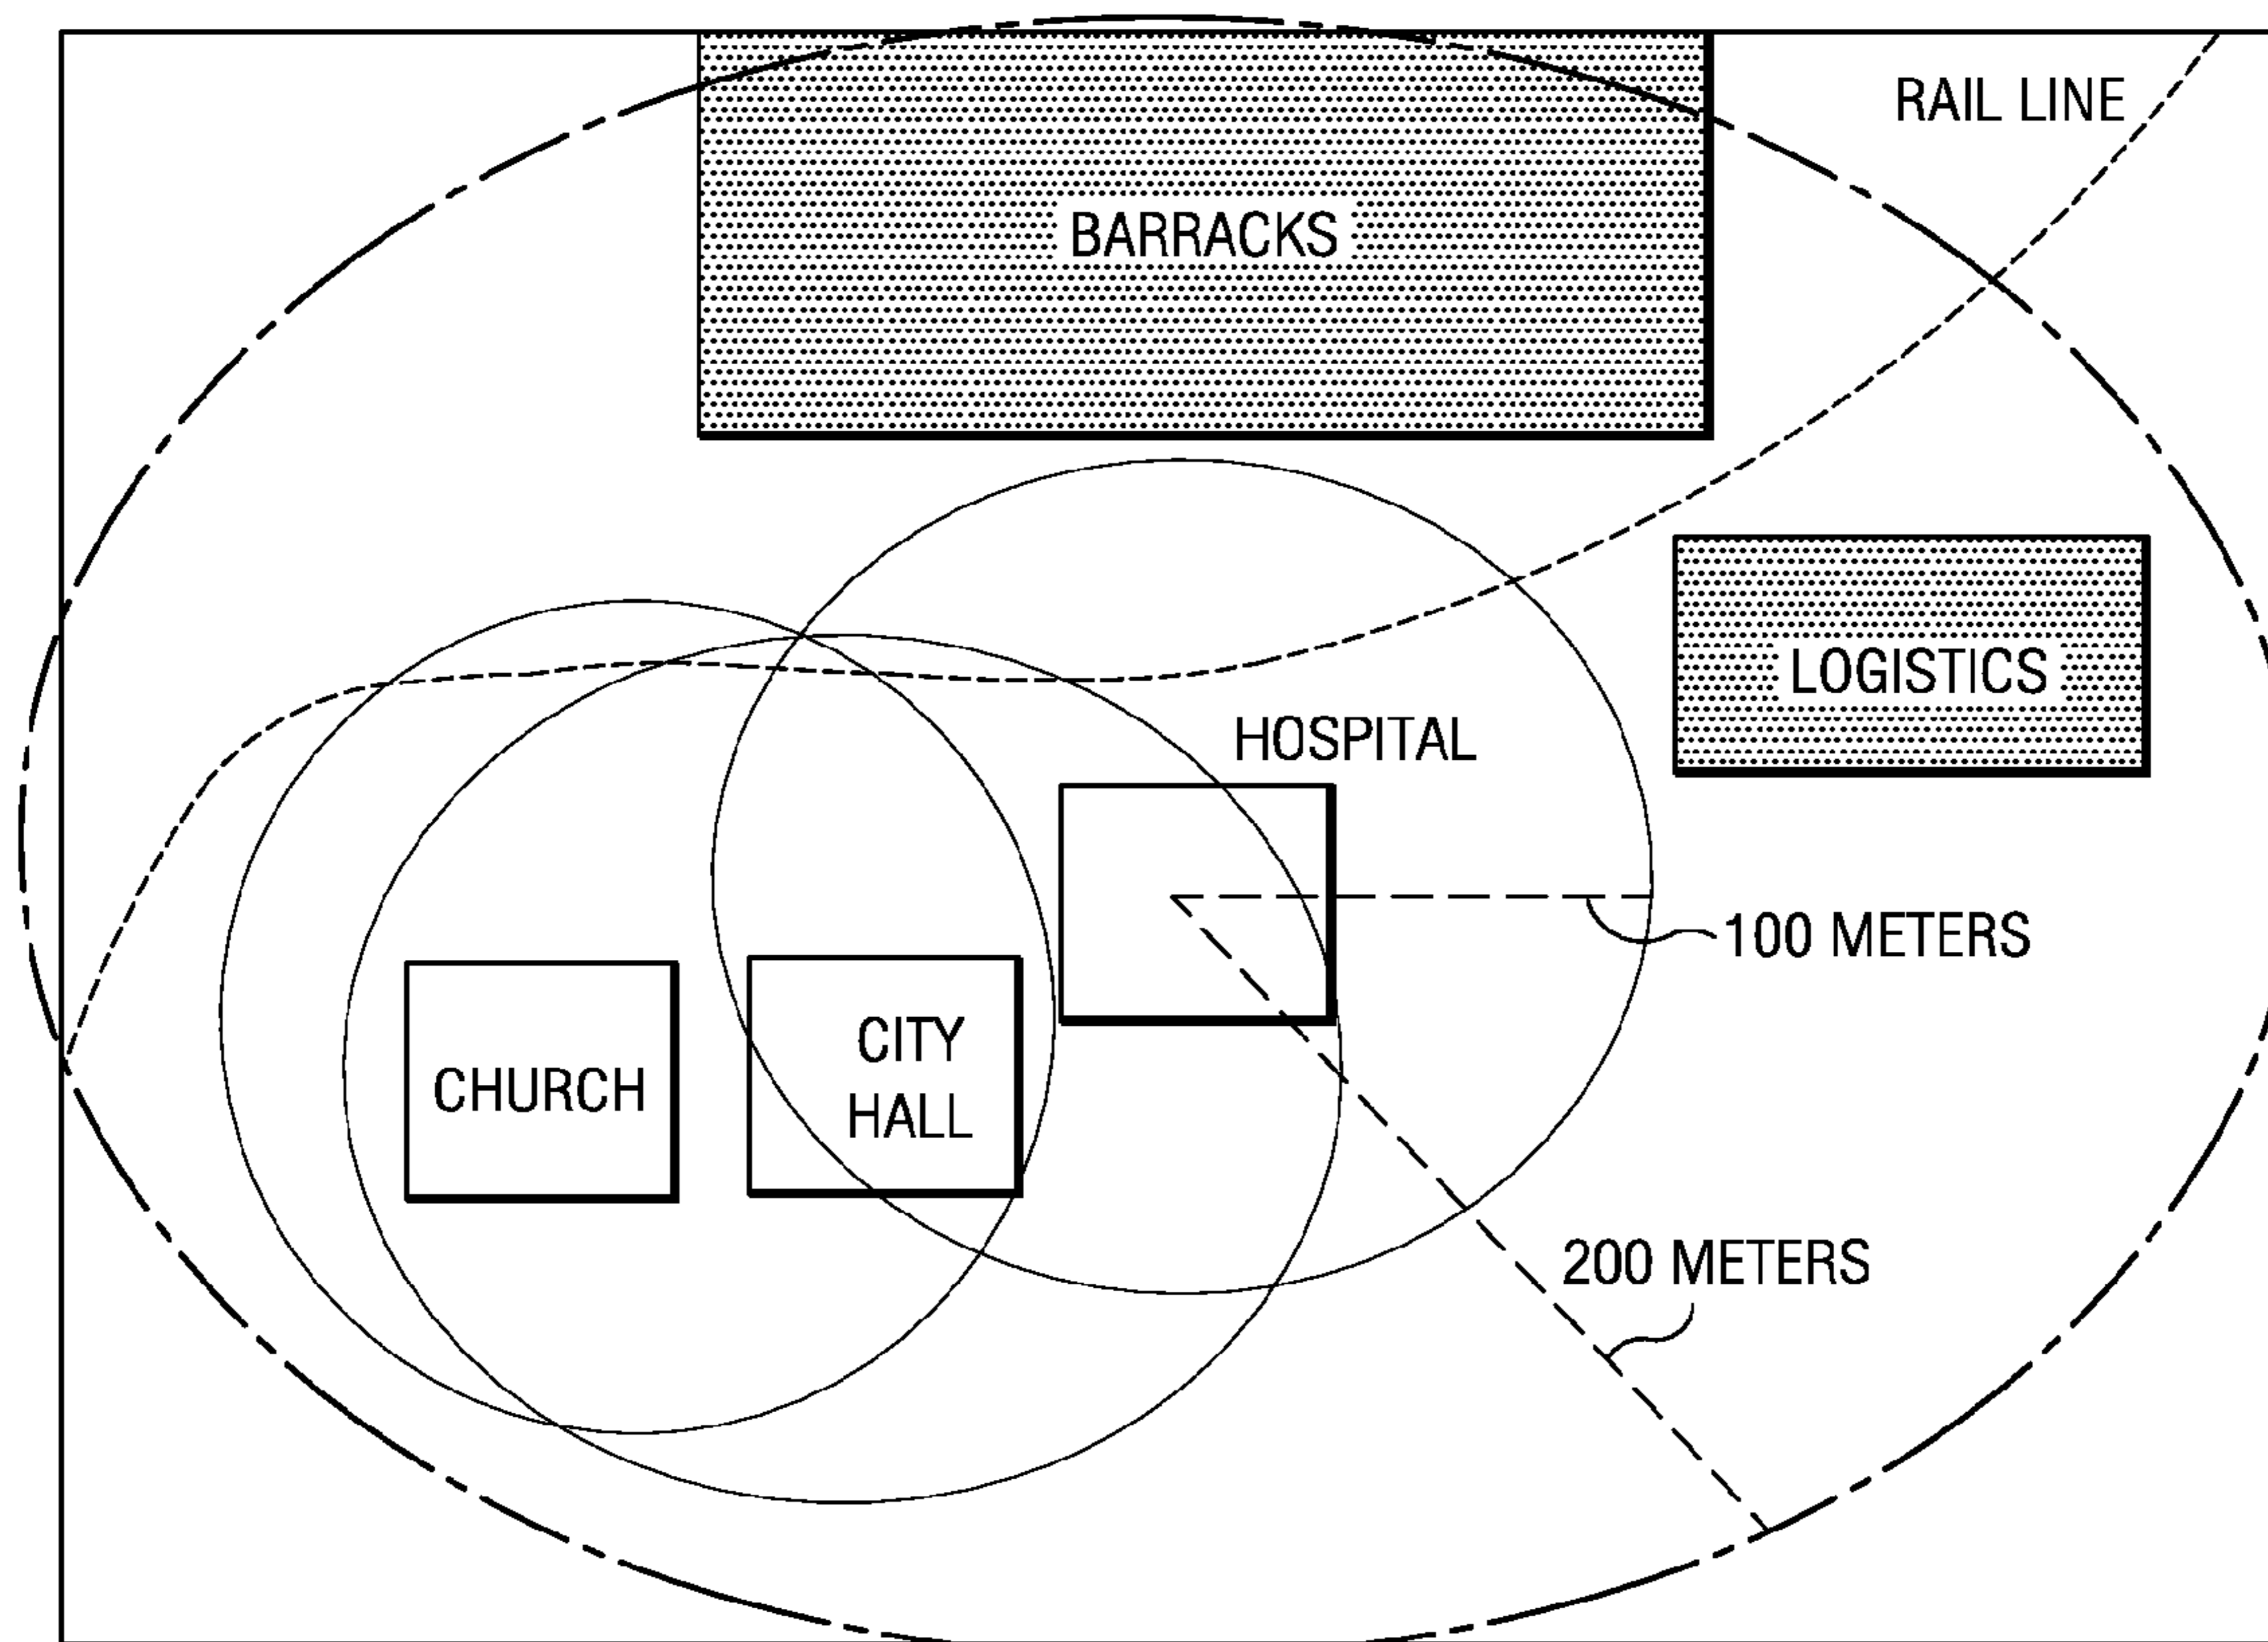 RAIL LINE
BARRACKS
LOGISTICS
HOSPITAL
100 METERS
CITY
HALL
CHURCH
200 METERS